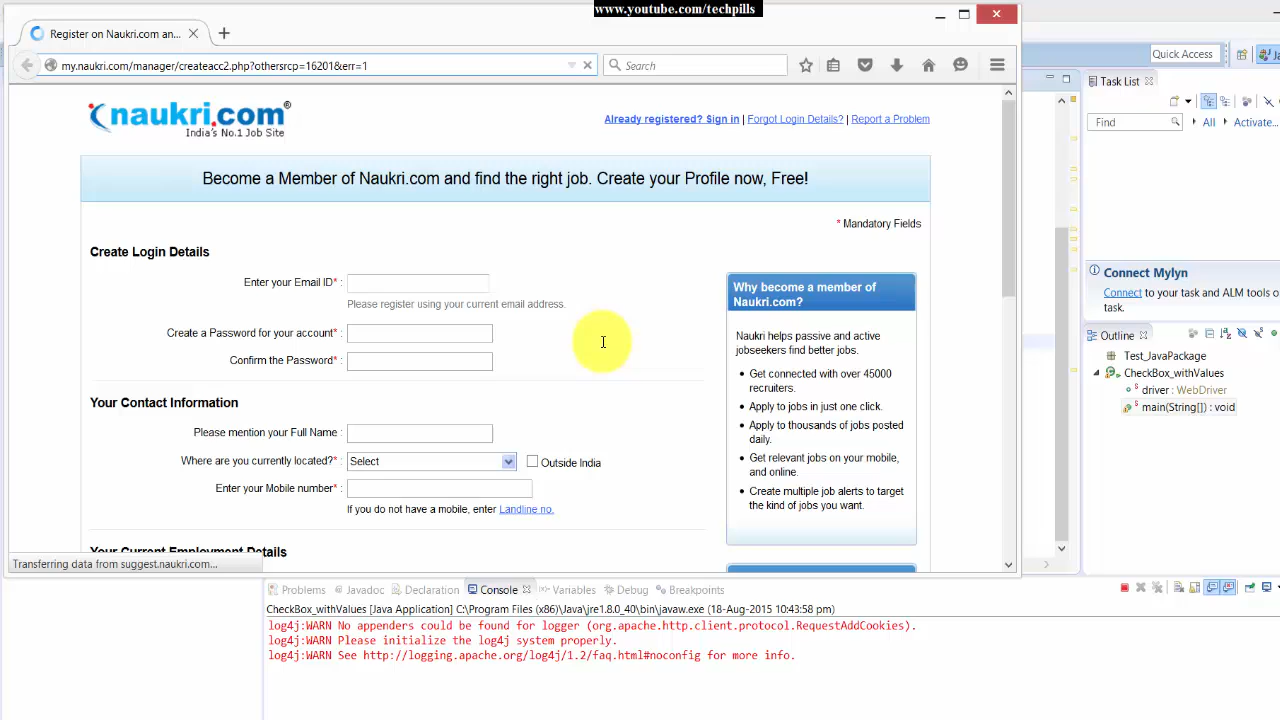 www.youtube.com/techpills
Register on Naukri.com an...
my.naukri.com/manager/createacc2.php?othersrcp=16201&err=1
Search
Quick Access
Ja
Task List
Find
All
Activate...
naukri.com®
India's No.1 Job Site
Already registered? Sign in | Forgot Login Details? | Report a Problem
Become a Member of Naukri.com and find the right job. Create your Profile now, Free!
* Mandatory Fields
Create Login Details
Enter your Email ID* :
Please register using your current email address.
Create a Password for your account* :
Confirm the Password* :
Your Contact Information
Please mention your Full Name :
Where are you currently located?* :
Select
Outside India
Enter your Mobile number* :
If you do not have a mobile, enter Landline no.
Your Current Employment Details
Why become a member of
Naukri.com?
Naukri helps passive and active
jobseekers find better jobs.
Get connected with over 45000
recruiters.
Apply to jobs in just one click.
Apply to thousands of jobs posted
daily.
Get relevant jobs on your mobile,
and online.
Create multiple job alerts to target
the kind of jobs you want.
Transferring data from suggest.naukri.com...
Connect Mylyn
Connect to your task and ALM tools o
task.
Outline
Test_JavaPackage
CheckBox_withValues
driver : WebDriver
main(String[]) : void
Problems
Javadoc
Declaration
Console
Variables
Debug
Breakpoints
CheckBox_withValues [Java Application] C:\Program Files (x86)\Java\jre1.8.0_40\bin\javaw.exe (18-Aug-2015 10:43:58 pm)
log4j:WARN No appenders could be found for logger (org.apache.http.client.protocol.RequestAddCookies).
log4j:WARN Please initialize the log4j system properly.
log4j:WARN See http://logging.apache.org/log4j/1.2/faq.html#noconfig for more info.